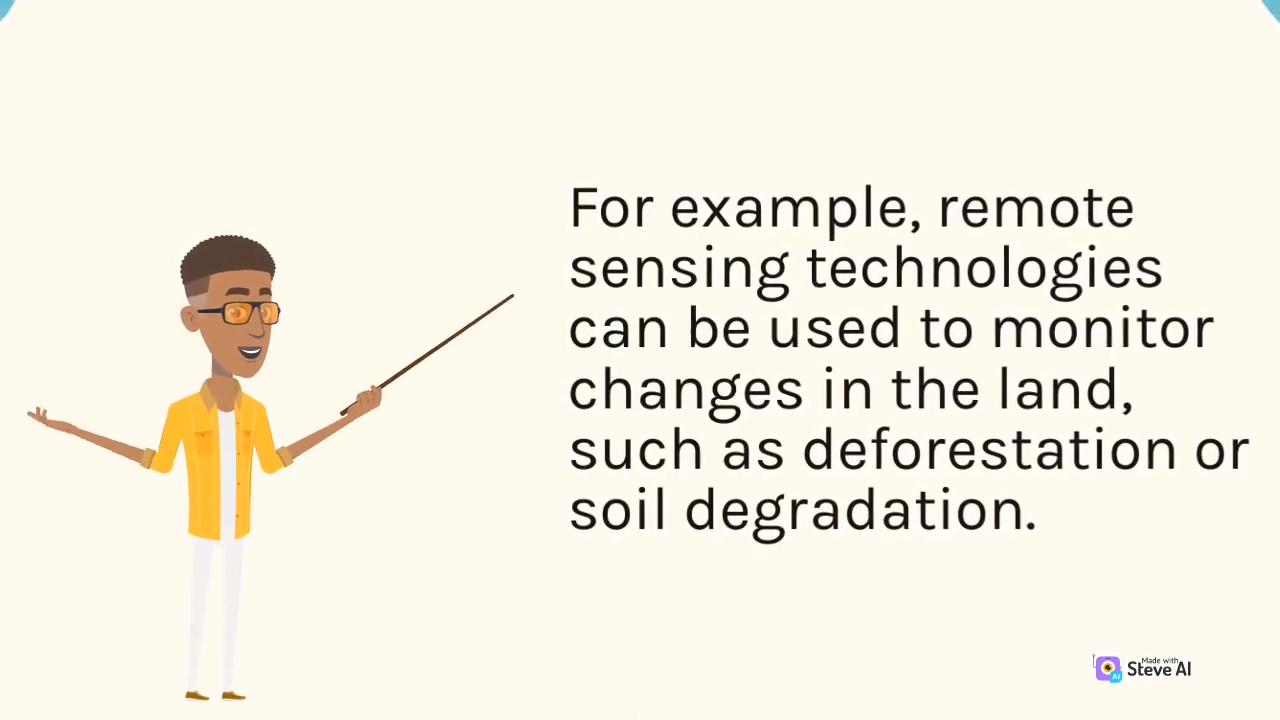 For example, remote
sensing technologies
can be used to monitor
changes in the land,
such as deforestation or
soil degradation.
Made with
Steve AI
AI